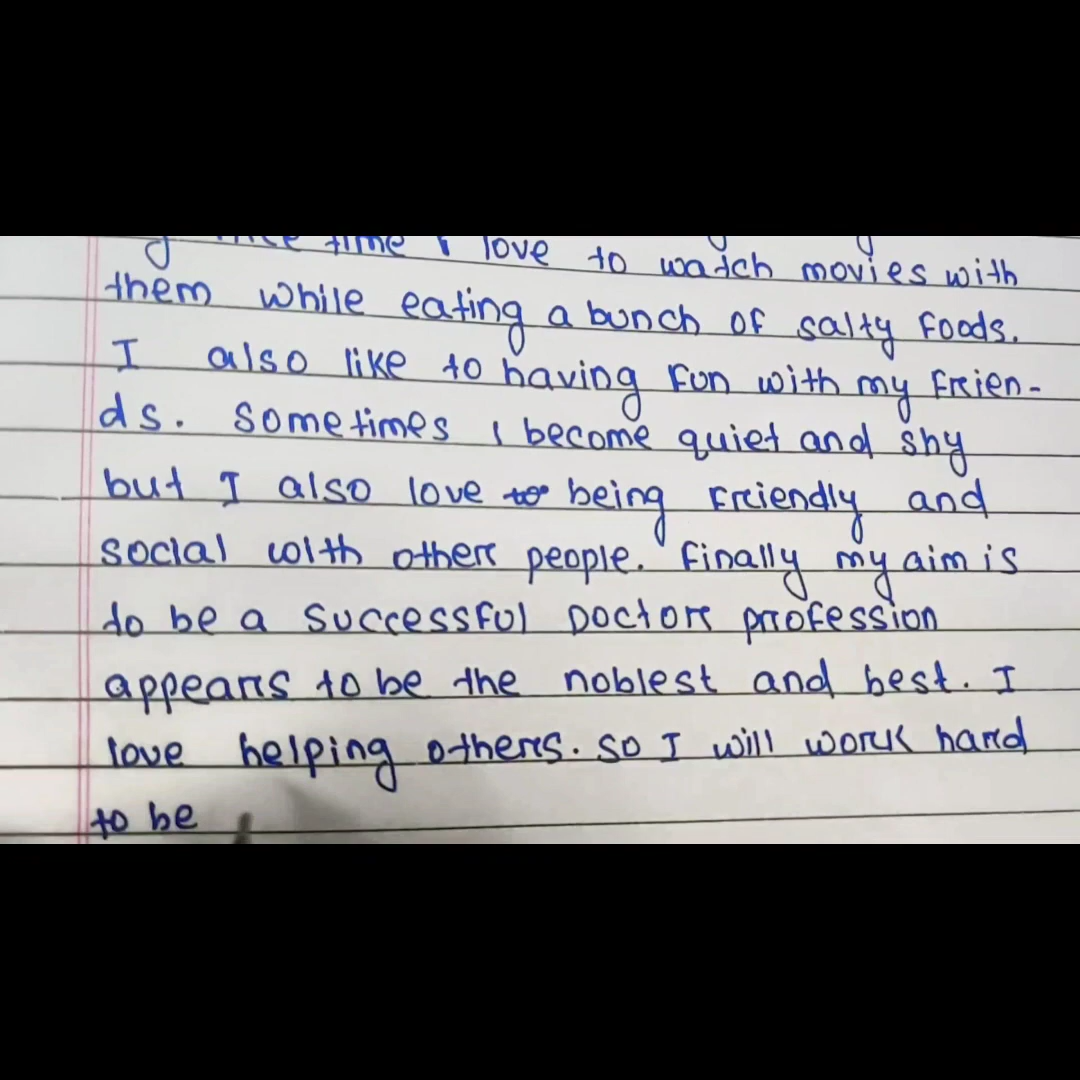 time I love to watch movies with
them while eating a bunch of salty foods.
I also like to having fun with my frien-
ds. Sometimes I become quiet and shy
but I also love to being friendly and
social with other people. Finally my aim is
to be a successful Doctor profession
appears to be the noblest and best. I
love helping others. so I will work hard
to be